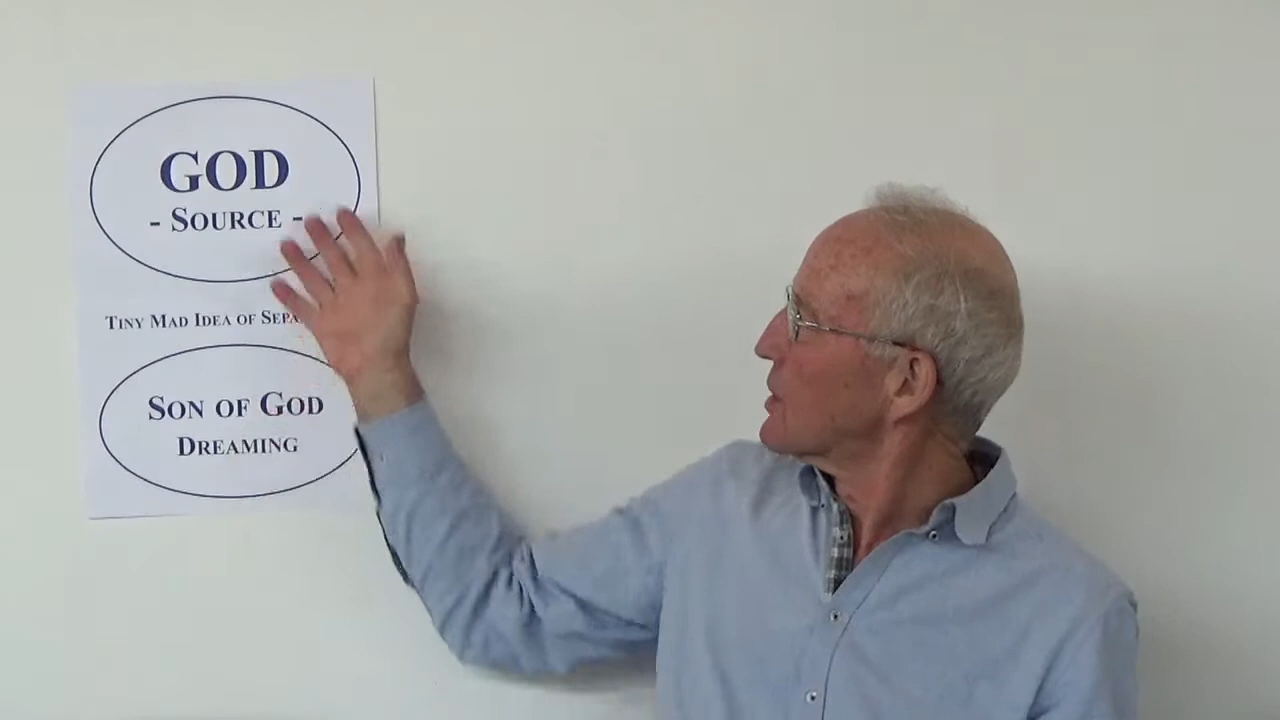 GOD
- SOURCE -
TINY MAD IDEA OF
SON OF GOD
DREAMING